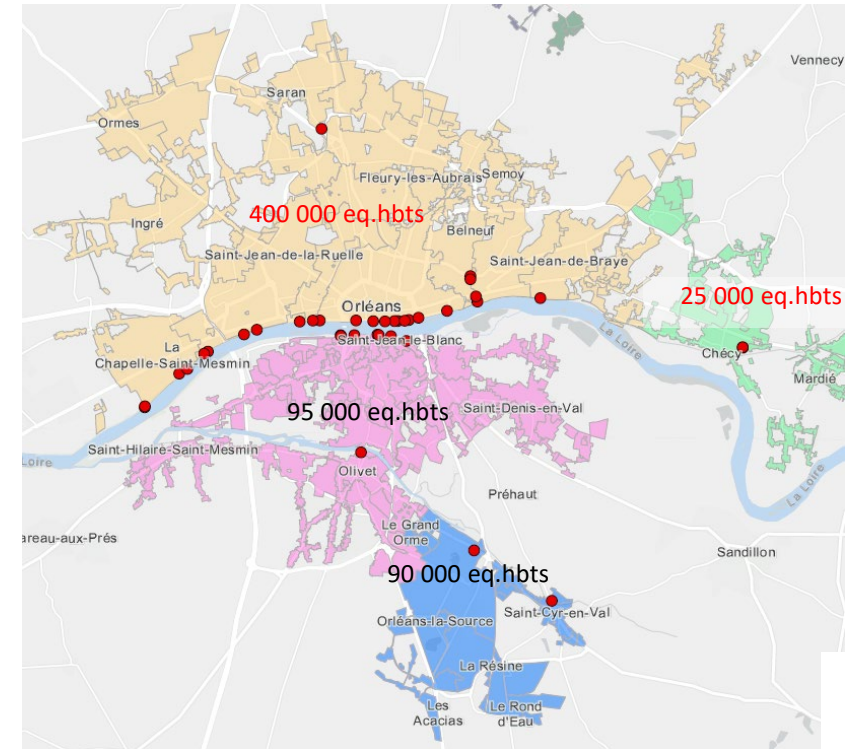 Vennecy
Saran
Ormes
Fleury-les-Aubrais
Semoy
400 000 eq.hbts
Ingré
Belneuf
Saint-Jean-de-la-Ruelle
Saint-Jean-de-Braye
25 000 eq.hbts
Orléans
La Loire
Saint-Jean-le-Blanc
La
Chapelle-Saint-Mesmin
Chécy
Mardié
95 000 eq.hbts
Saint-Denis-en-Val
Saint-Hilaire-Saint-Mesmin
Loire
Olivet
La Loire
Préhaut
Le Grand
Orme
areau-aux-Prés
Sandillon
90 000 eq.hbts
Saint-Cyr-en-Val
Orléans-la-Source
La Résine
Les
Acacias
Le Rond
d'Eau